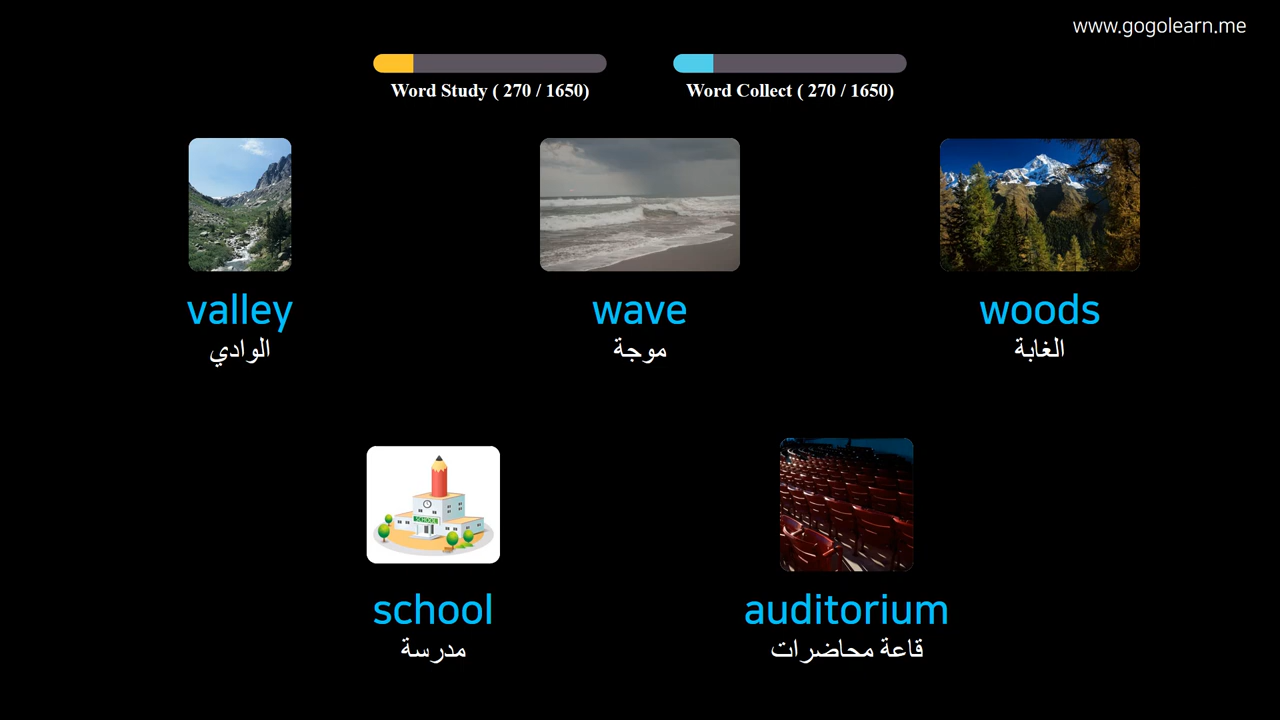 www.gogolearn.me
Word Study ( 270 / 1650)
Word Collect ( 270 / 1650)
valley
الوادي
wave
موجة
woods
الغابة
SCHOOL
school
مدرسة
auditorium
قاعة محاضرات